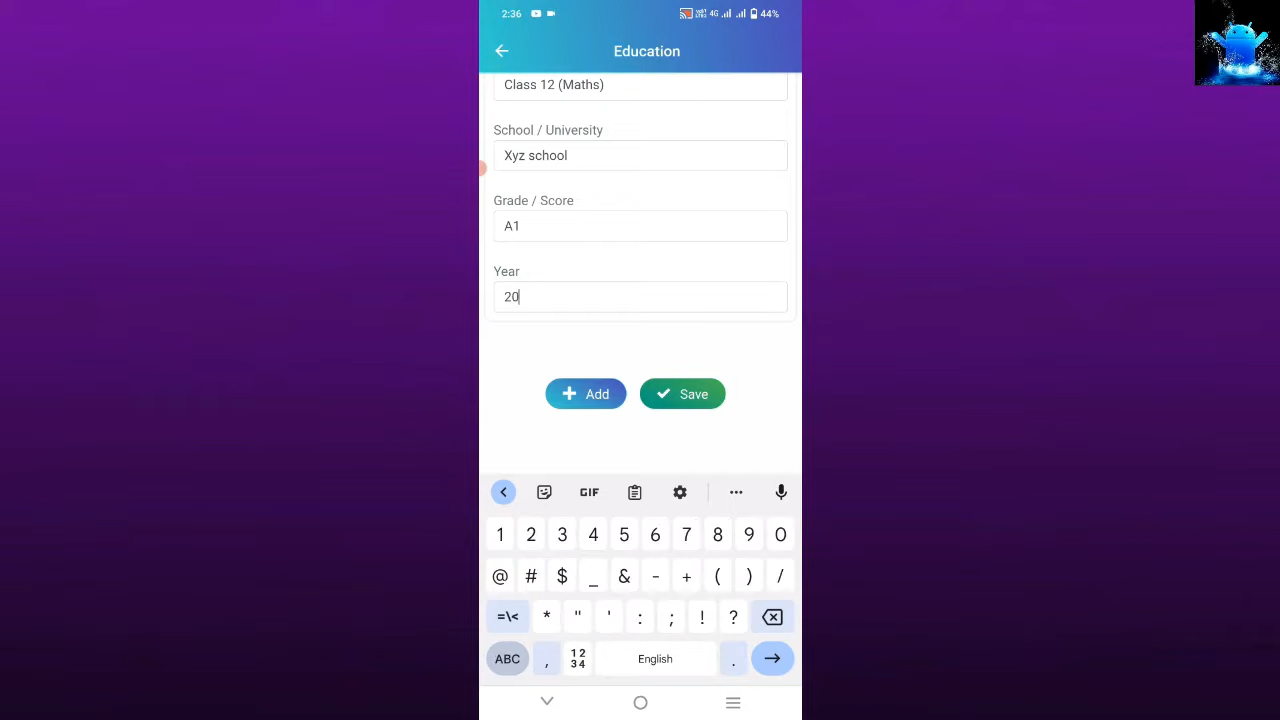 2:36 4G 44%
Education
Class 12 (Maths)
School / University
Xyz school
Grade / Score
A1
Year
20
Add Save
GIF
1 2 3 4 5 6 7 8 9 0
@ # $ _ & - + ( ) /
=\< * " ' : ; ! ?
ABC , 12 34 English .